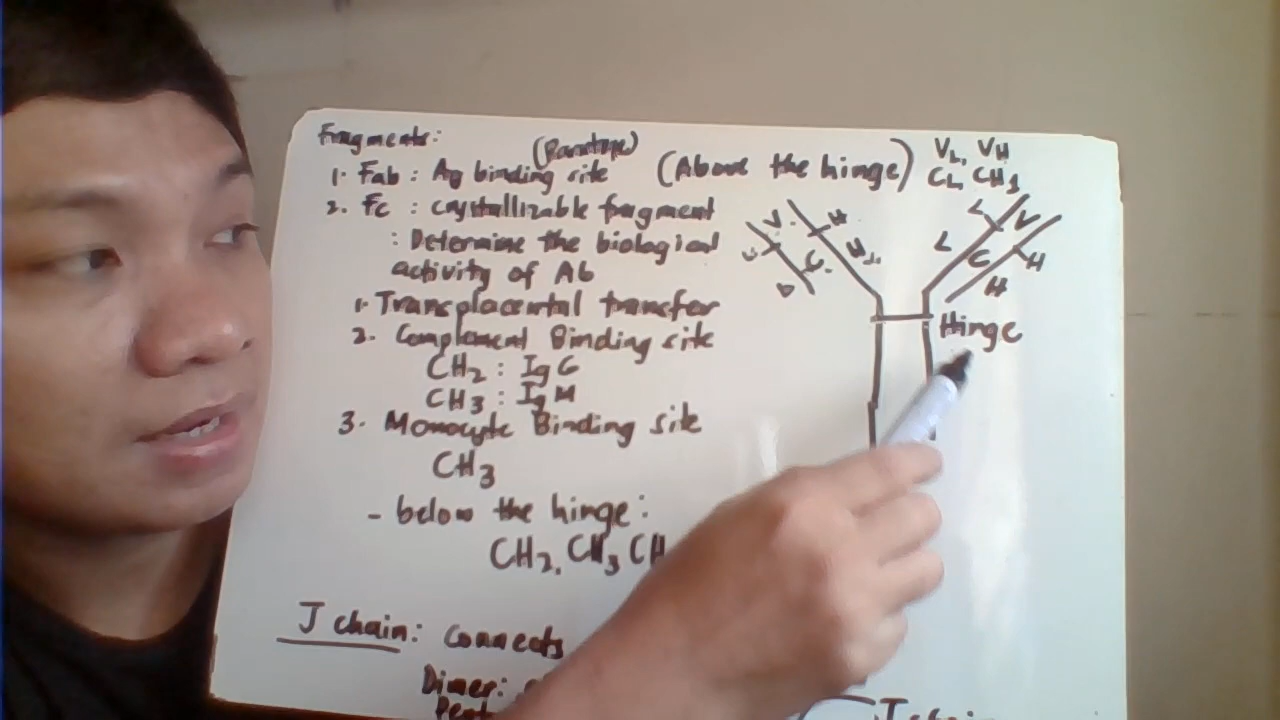 Fragments:
(Paratope)
1. Fab : Ag binding site (Above the hinge) VL, VH
CL, CH1
2. Fc : crystallizable fragment
: Determine the biological
activity of Ab
1. Transplacental transfer
2. Complement Binding site
CH2 : IgG
CH3 : IgM
3. Monocyte Binding site
CH3
- below the hinge:
CH2, CH3 CH
J chain: Connects
Dimer:
Pent
L V
L C H
H
Hinge